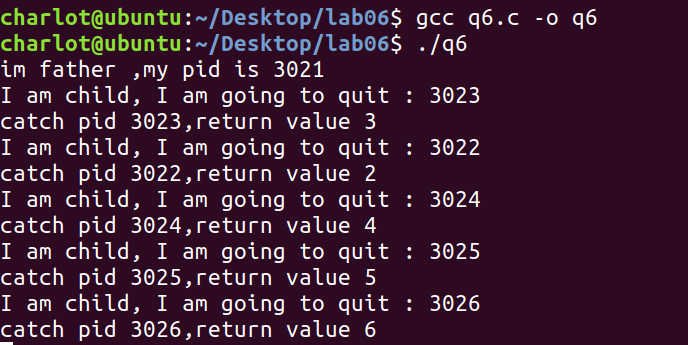 charlot@ubuntu:~/Desktop/lab06$ gcc q6.c -o q6
charlot@ubuntu:~/Desktop/lab06$ ./q6
im father ,my pid is 3021
I am child, I am going to quit : 3023
catch pid 3023,return value 3
I am child, I am going to quit : 3022
catch pid 3022,return value 2
I am child, I am going to quit : 3024
catch pid 3024,return value 4
I am child, I am going to quit : 3025
catch pid 3025,return value 5
I am child, I am going to quit : 3026
catch pid 3026,return value 6